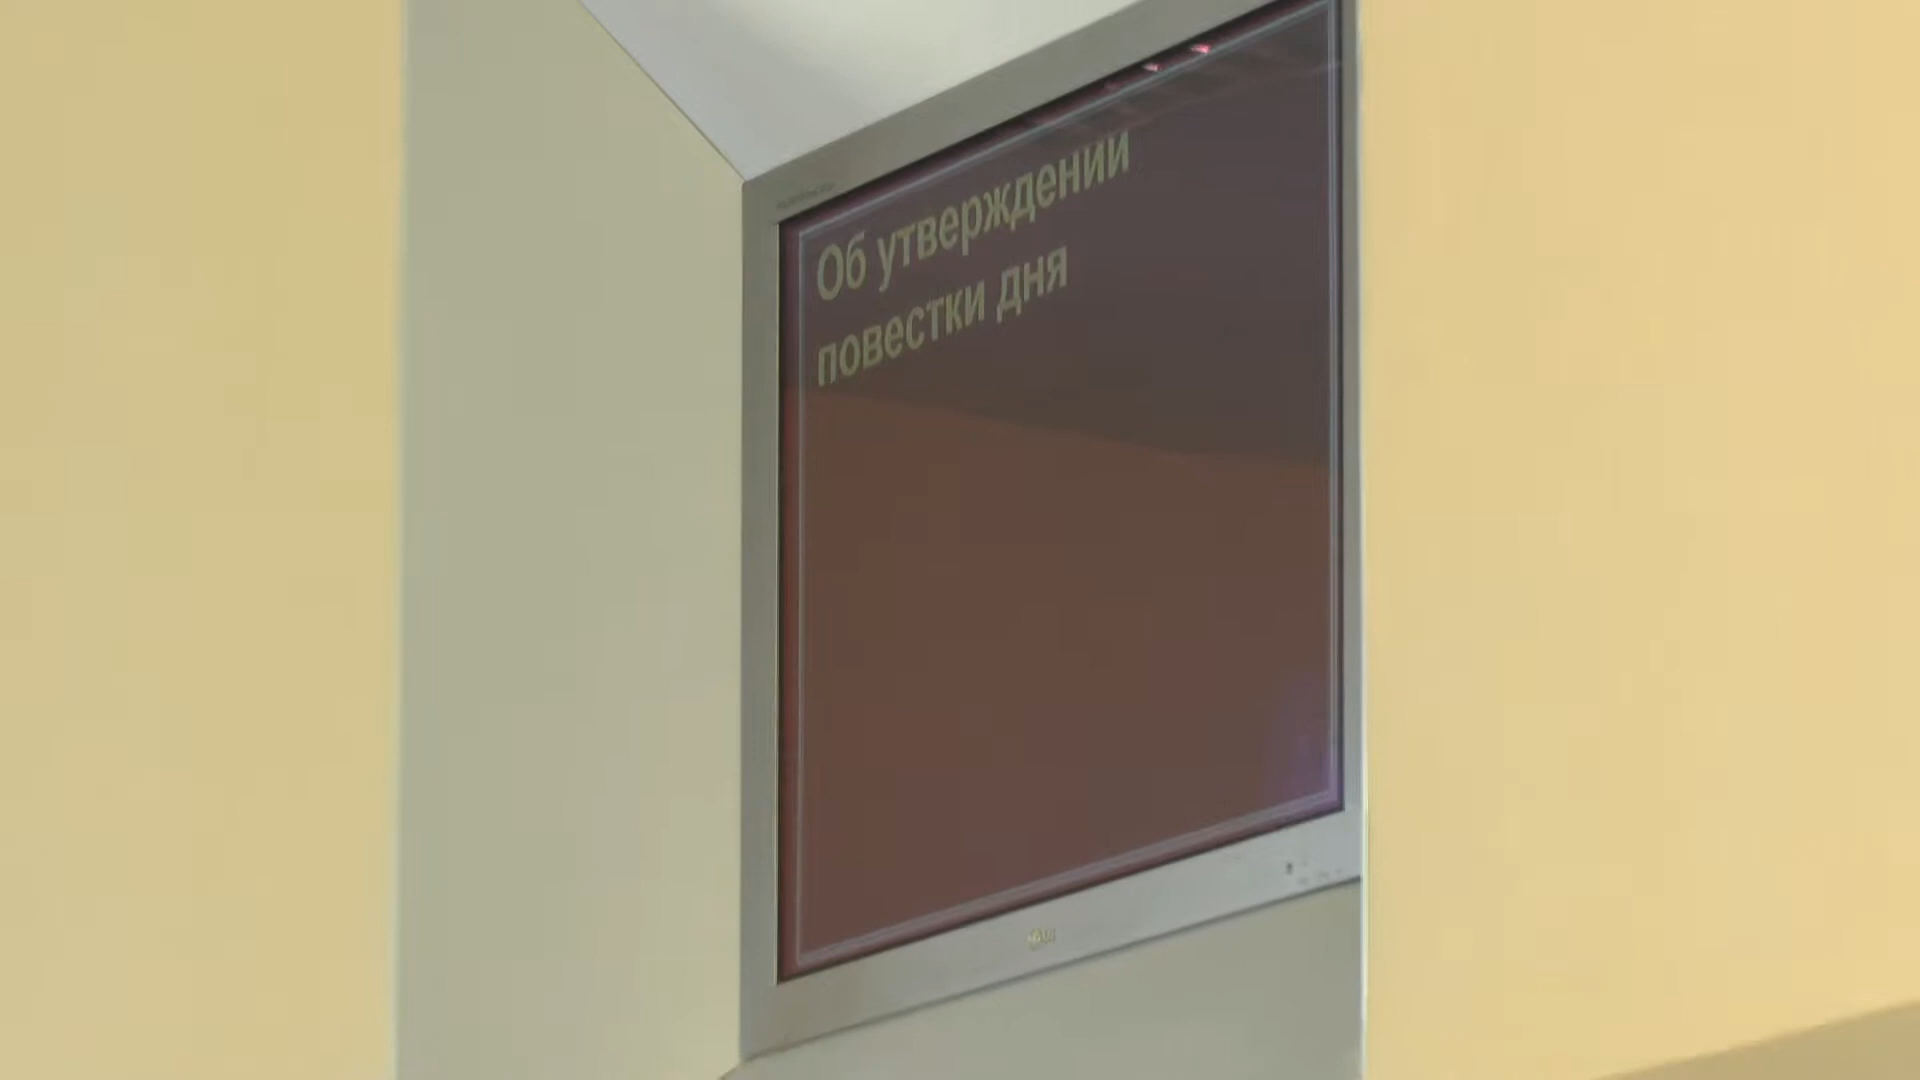 Об утверждении
повестки дня